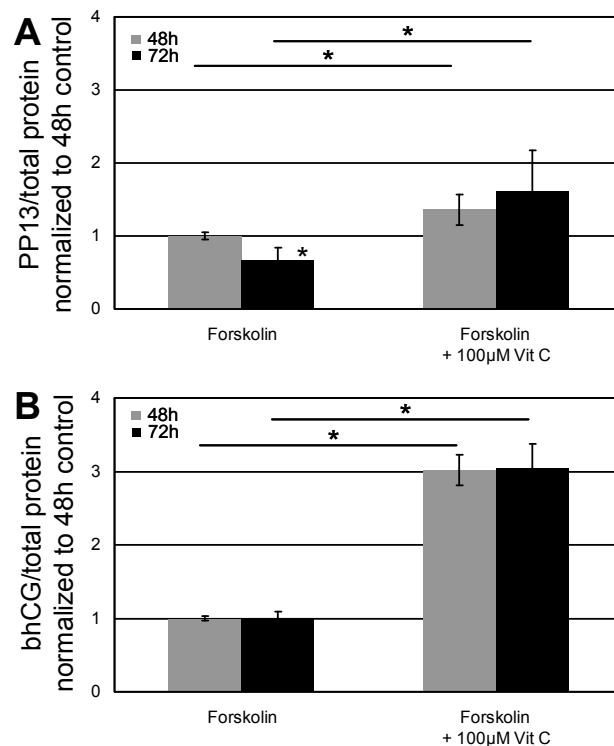 A
PP13/total protein
normalized to 48h control
4
3
2
1
0
48h
72h
*
*
*
Forskolin
Forskolin
+ 100µM Vit C
B
bhCG/total protein
normalized to 48h control
4
3
2
1
0
48h
72h
*
*
Forskolin
Forskolin
+ 100µM Vit C